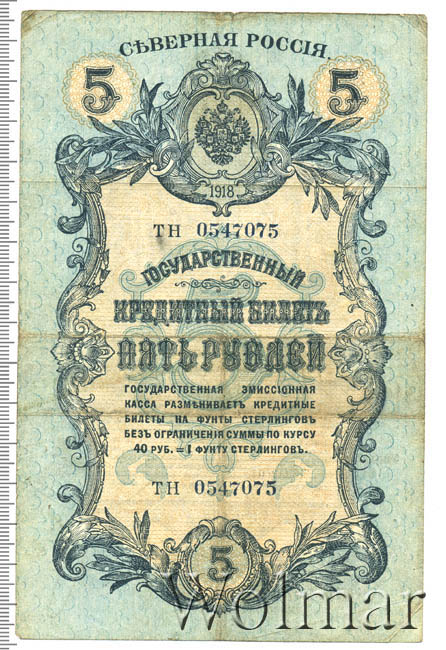 СѢВЕРНАЯ РОССІЯ
5 5
1918
ТН 0547075
ГОСУДАРСТВЕННЫЙ
КРЕДИТНЫЙ БИЛЕТЪ
ПЯТЬ РУБЛЕЙ
ГОСУДАРСТВЕННАЯ ЭМИССІОННАЯ
КАССА РАЗМѢНИВАЕТЪ КРЕДИТНЫЕ
БИЛЕТЫ НА ФУНТЫ СТЕРЛИНГОВЪ
БЕЗЪ ОГРАНИЧЕНІЯ СУММЫ ПО КУРСУ
40 РУБ. = 1 ФУНТУ СТЕРЛИНГОВЪ.
ТН 0547075
5
Wolmar